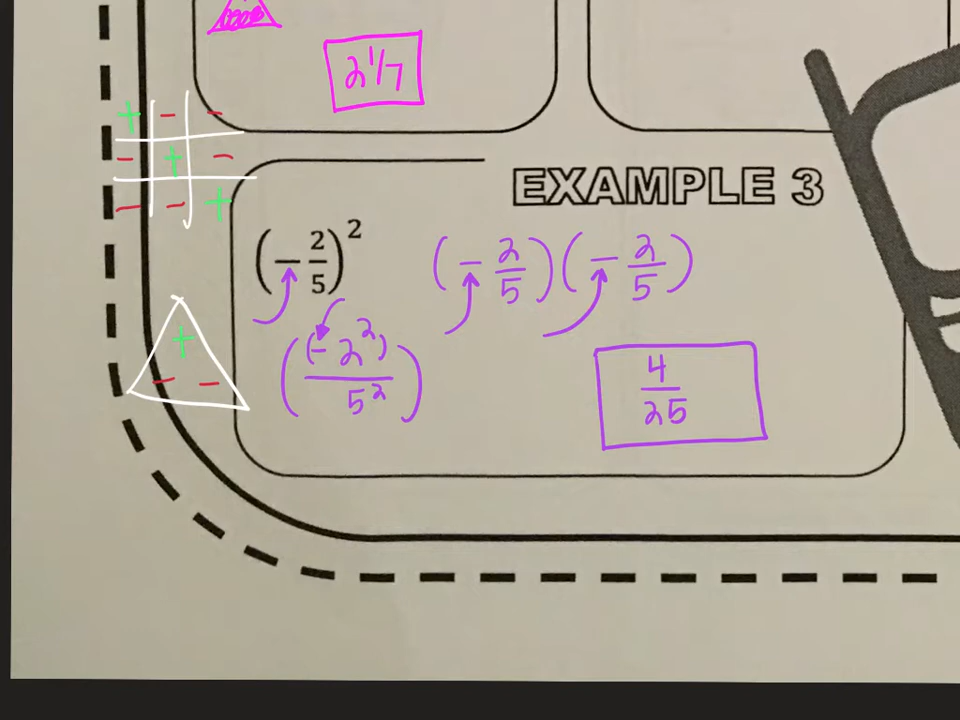 2 1/7
+ - -
- + -
- - +
EXAMPLE 3
(-2/5)²
(-2/5)(-2/5)
+
- -
((-2²)/5²)
4/25